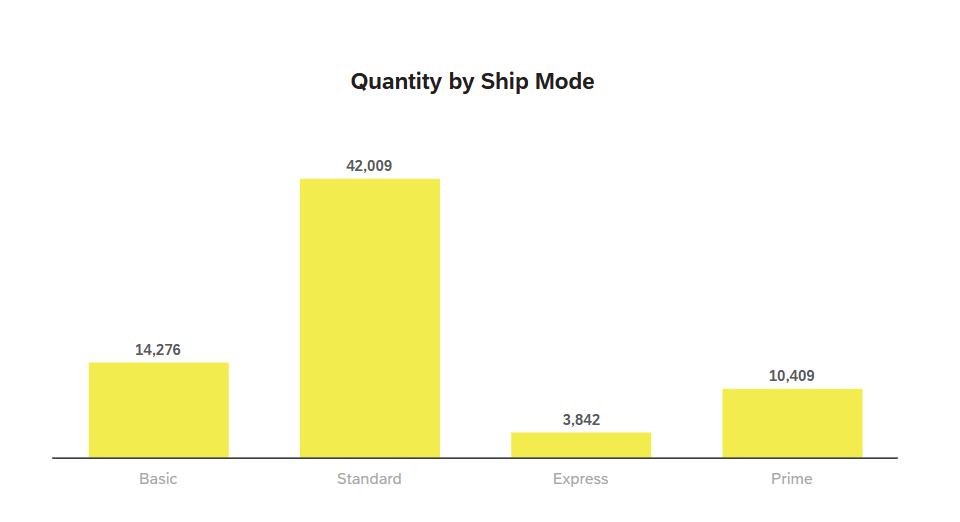 Quantity by Ship Mode
42,009
14,276
10,409
3,842
Basic Standard Express Prime